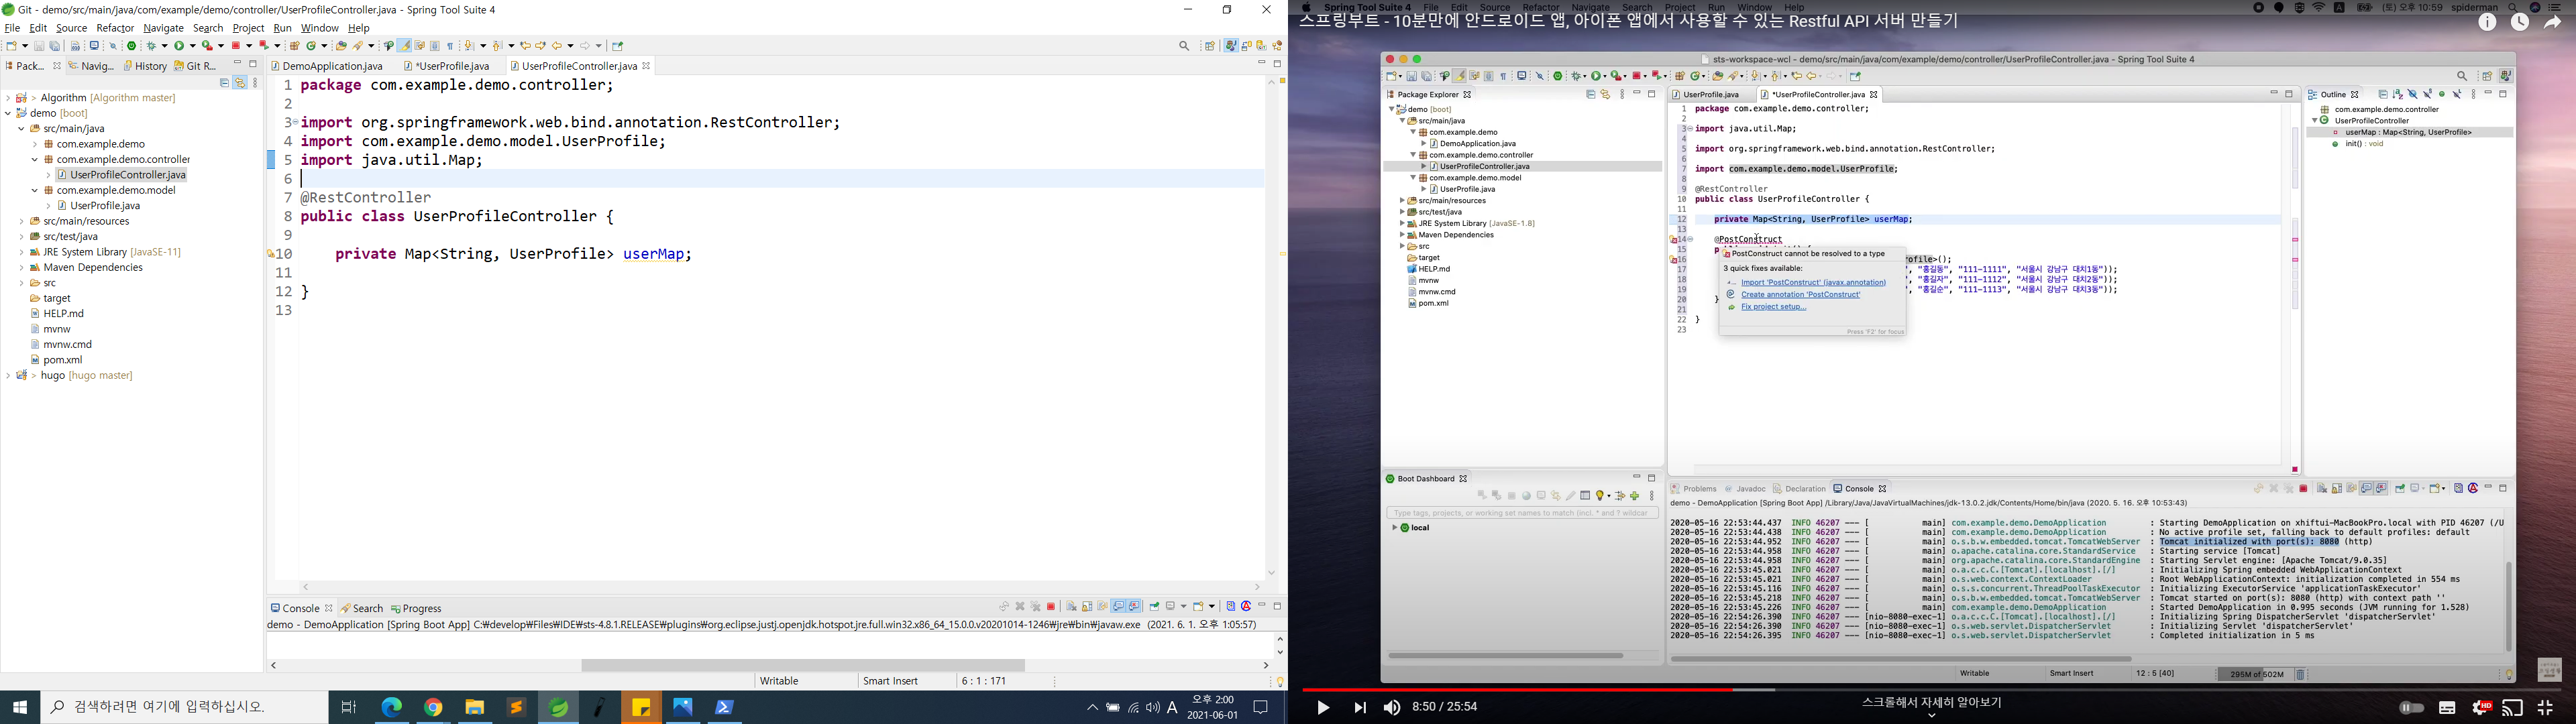 Git - demo/src/main/java/com/example/demo/controller/UserProfileController.java - Spring Tool Suite 4
File Edit Source Refactor Navigate Search Project Run Window Help
Pack... Navig... History Git R...
Algorithm [Algorithm master]
demo [boot]
src/main/java
com.example.demo
com.example.demo.controller
UserProfileController.java
com.example.demo.model
UserProfile.java
src/main/resources
src/test/java
JRE System Library [JavaSE-11]
Maven Dependencies
src
target
HELP.md
mvnw
mvnw.cmd
pom.xml
> hugo [hugo master]
DemoApplication.java *UserProfile.java UserProfileController.java
1 package com.example.demo.controller;
2
3 import org.springframework.web.bind.annotation.RestController;
4 import com.example.demo.model.UserProfile;
5 import java.util.Map;
6
7 @RestController
8 public class UserProfileController {
9
10 private Map<String, UserProfile> userMap;
11
12 }
13
Console Search Progress
demo - DemoApplication [Spring Boot App] C:₩develop₩Files₩IDE₩sts-4.8.1.RELEASE₩plugins₩org.eclipse.justj.openjdk.hotspot.jre.full.win32.x86_64_15.0.0.v20201014-1246₩jre₩bin₩javaw.exe (2021. 6. 1. 오후 1:05:57)
Writable Smart Insert 6 : 1 : 171
검색하려면 여기에 입력하십시오.
A 오후 2:00
2021-06-01
Spring Tool Suite 4 File Edit Source Refactor Navigate Search Project Run Window Help (토) 오후 10:59 spiderman
스프링부트 - 10분만에 안드로이드 앱, 아이폰 앱에서 사용할 수 있는 Restful API 서버 만들기
sts-workspace-wcl - demo/src/main/java/com/example/demo/controller/UserProfileController.java - Spring Tool Suite 4
Package Explorer
demo [boot]
src/main/java
com.example.demo
DemoApplication.java
com.example.demo.controller
UserProfileController.java
com.example.demo.model
UserProfile.java
src/main/resources
src/test/java
JRE System Library [JavaSE-1.8]
Maven Dependencies
src
target
HELP.md
mvnw
mvnw.cmd
pom.xml
UserProfile.java *UserProfileController.java
1 package com.example.demo.controller;
2
3 import java.util.Map;
4
5 import org.springframework.web.bind.annotation.RestController;
6
7 import com.example.demo.model.UserProfile;
8
9 @RestController
10 public class UserProfileController {
11
12 private Map<String, UserProfile> userMap;
13
14 @PostConstruct
15
16 ofile>();
17 ", "홍길동", "111-1111", "서울시 강남구 대치1동"));
18 ", "홍길자", "111-1112", "서울시 강남구 대치2동"));
19 ", "홍길순", "111-1113", "서울시 강남구 대치3동"));
20 }
21
22 }
23
PostConstruct cannot be resolved to a type
3 quick fixes available:
Import 'PostConstruct' (javax.annotation)
Create annotation 'PostConstruct'
Fix project setup...
Press 'F2' for focus
Outline
com.example.demo.controller
UserProfileController
userMap : Map<String, UserProfile>
init() : void
Boot Dashboard
Type tags, projects, or working set names to match (incl. * and ? wildcar
local
Problems Javadoc Declaration Console
demo - DemoApplication [Spring Boot App] /Library/Java/JavaVirtualMachines/jdk-13.0.2.jdk/Contents/Home/bin/java (2020. 5. 16. 오후 10:53:43)
2020-05-16 22:53:44.437 INFO 46207 --- [ main] com.example.demo.DemoApplication : Starting DemoApplication on xhiftui-MacBookPro.local with PID 46207 (/U
2020-05-16 22:53:44.438 INFO 46207 --- [ main] com.example.demo.DemoApplication : No active profile set, falling back to default profiles: default
2020-05-16 22:53:44.952 INFO 46207 --- [ main] o.s.b.w.embedded.tomcat.TomcatWebServer : Tomcat initialized with port(s): 8080 (http)
2020-05-16 22:53:44.958 INFO 46207 --- [ main] o.apache.catalina.core.StandardService : Starting service [Tomcat]
2020-05-16 22:53:44.958 INFO 46207 --- [ main] org.apache.catalina.core.StandardEngine : Starting Servlet engine: [Apache Tomcat/9.0.35]
2020-05-16 22:53:45.021 INFO 46207 --- [ main] o.a.c.c.C.[Tomcat].[localhost].[/] : Initializing Spring embedded WebApplicationContext
2020-05-16 22:53:45.021 INFO 46207 --- [ main] o.s.web.context.ContextLoader : Root WebApplicationContext: initialization completed in 554 ms
2020-05-16 22:53:45.116 INFO 46207 --- [ main] o.s.s.concurrent.ThreadPoolTaskExecutor : Initializing ExecutorService 'applicationTaskExecutor'
2020-05-16 22:53:45.218 INFO 46207 --- [ main] o.s.b.w.embedded.tomcat.TomcatWebServer : Tomcat started on port(s): 8080 (http) with context path ''
2020-05-16 22:53:45.226 INFO 46207 --- [ main] com.example.demo.DemoApplication : Started DemoApplication in 0.995 seconds (JVM running for 1.528)
2020-05-16 22:54:26.390 INFO 46207 --- [nio-8080-exec-1] o.a.c.c.C.[Tomcat].[localhost].[/] : Initializing Spring DispatcherServlet 'dispatcherServlet'
2020-05-16 22:54:26.390 INFO 46207 --- [nio-8080-exec-1] o.s.web.servlet.DispatcherServlet : Initializing Servlet 'dispatcherServlet'
2020-05-16 22:54:26.395 INFO 46207 --- [nio-8080-exec-1] o.s.web.servlet.DispatcherServlet : Completed initialization in 5 ms
Writable Smart Insert 12 : 5 [40] 295M of 502M
8:50 / 25:54 스크롤해서 자세히 알아보기 HD